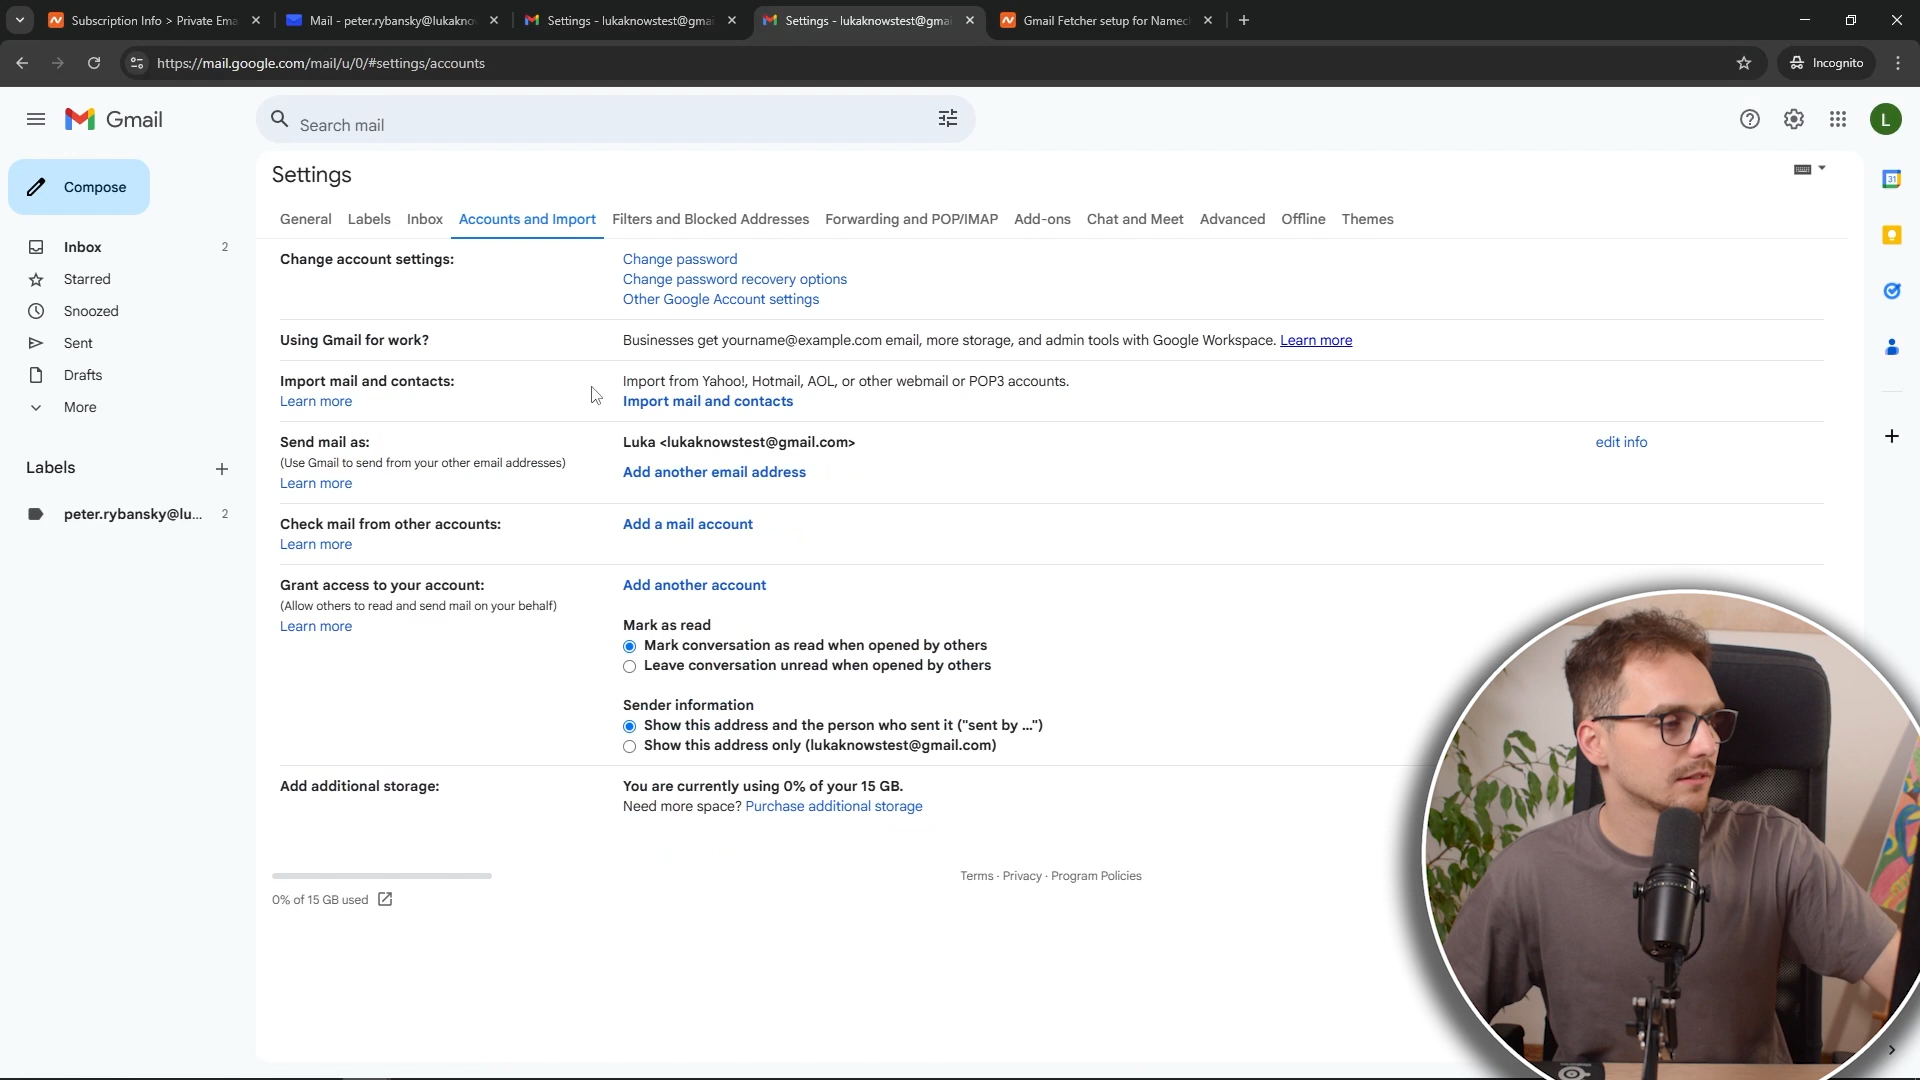 Subscription Info > Private Ema
Mail - peter.rybansky@lukakno
Settings - lukaknowstest@gmai
Settings - lukaknowstest@gmai
Gmail Fetcher setup for Namec
https://mail.google.com/mail/u/0/#settings/accounts
Incognito
Gmail
Search mail
L
Compose
Inbox 2
Starred
Snoozed
Sent
Drafts
More
Labels
peter.rybansky@lu... 2
Settings
General Labels Inbox Accounts and Import Filters and Blocked Addresses Forwarding and POP/IMAP Add-ons Chat and Meet Advanced Offline Themes
Change account settings:
Change password
Change password recovery options
Other Google Account settings
Using Gmail for work?
Businesses get yourname@example.com email, more storage, and admin tools with Google Workspace. Learn more
Import mail and contacts:
Learn more
Import from Yahoo!, Hotmail, AOL, or other webmail or POP3 accounts.
Import mail and contacts
Send mail as:
(Use Gmail to send from your other email addresses)
Learn more
Luka <lukaknowstest@gmail.com>
edit info
Add another email address
Check mail from other accounts:
Learn more
Add a mail account
Grant access to your account:
(Allow others to read and send mail on your behalf)
Learn more
Add another account
Mark as read
Mark conversation as read when opened by others
Leave conversation unread when opened by others
Sender information
Show this address and the person who sent it ("sent by ...")
Show this address only (lukaknowstest@gmail.com)
Add additional storage:
You are currently using 0% of your 15 GB.
Need more space? Purchase additional storage
0% of 15 GB used
Terms · Privacy · Program Policies
31